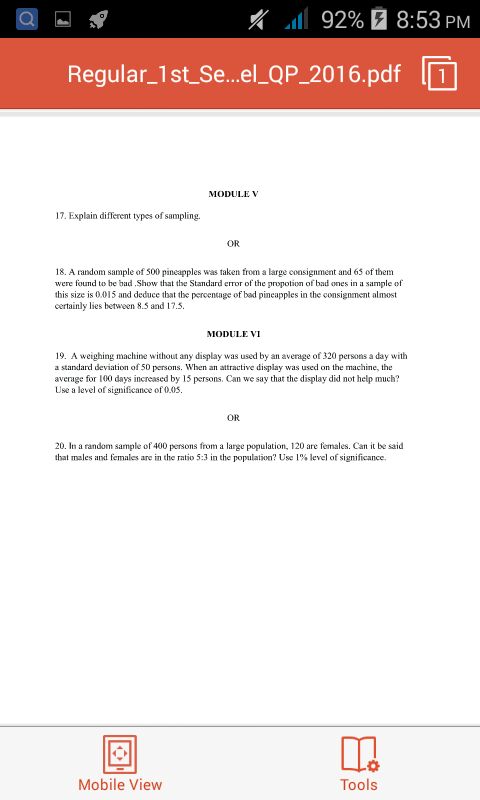 92% 8:53 PM
Regular_1st_Se...el_QP_2016.pdf 1
MODULE V
17. Explain different types of sampling.
OR
18. A random sample of 500 pineapples was taken from a large consignment and 65 of them
were found to be bad .Show that the Standard error of the propotion of bad ones in a sample of
this size is 0.015 and deduce that the percentage of bad pineapples in the consignment almost
certainly lies between 8.5 and 17.5.
MODULE VI
19. A weighing machine without any display was used by an average of 320 persons a day with
a standard deviation of 50 persons. When an attractive display was used on the machine, the
average for 100 days increased by 15 persons. Can we say that the display did not help much?
Use a level of significance of 0.05.
OR
20. In a random sample of 400 persons from a large population, 120 are females. Can it be said
that males and females are in the ratio 5:3 in the population? Use 1% level of significance.
Mobile View Tools